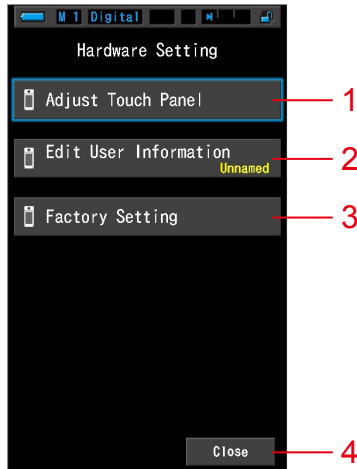 M 1 Digital
Hardware Setting
Adjust Touch Panel
1
Edit User Information
Unnamed
2
Factory Setting
3
Close
4